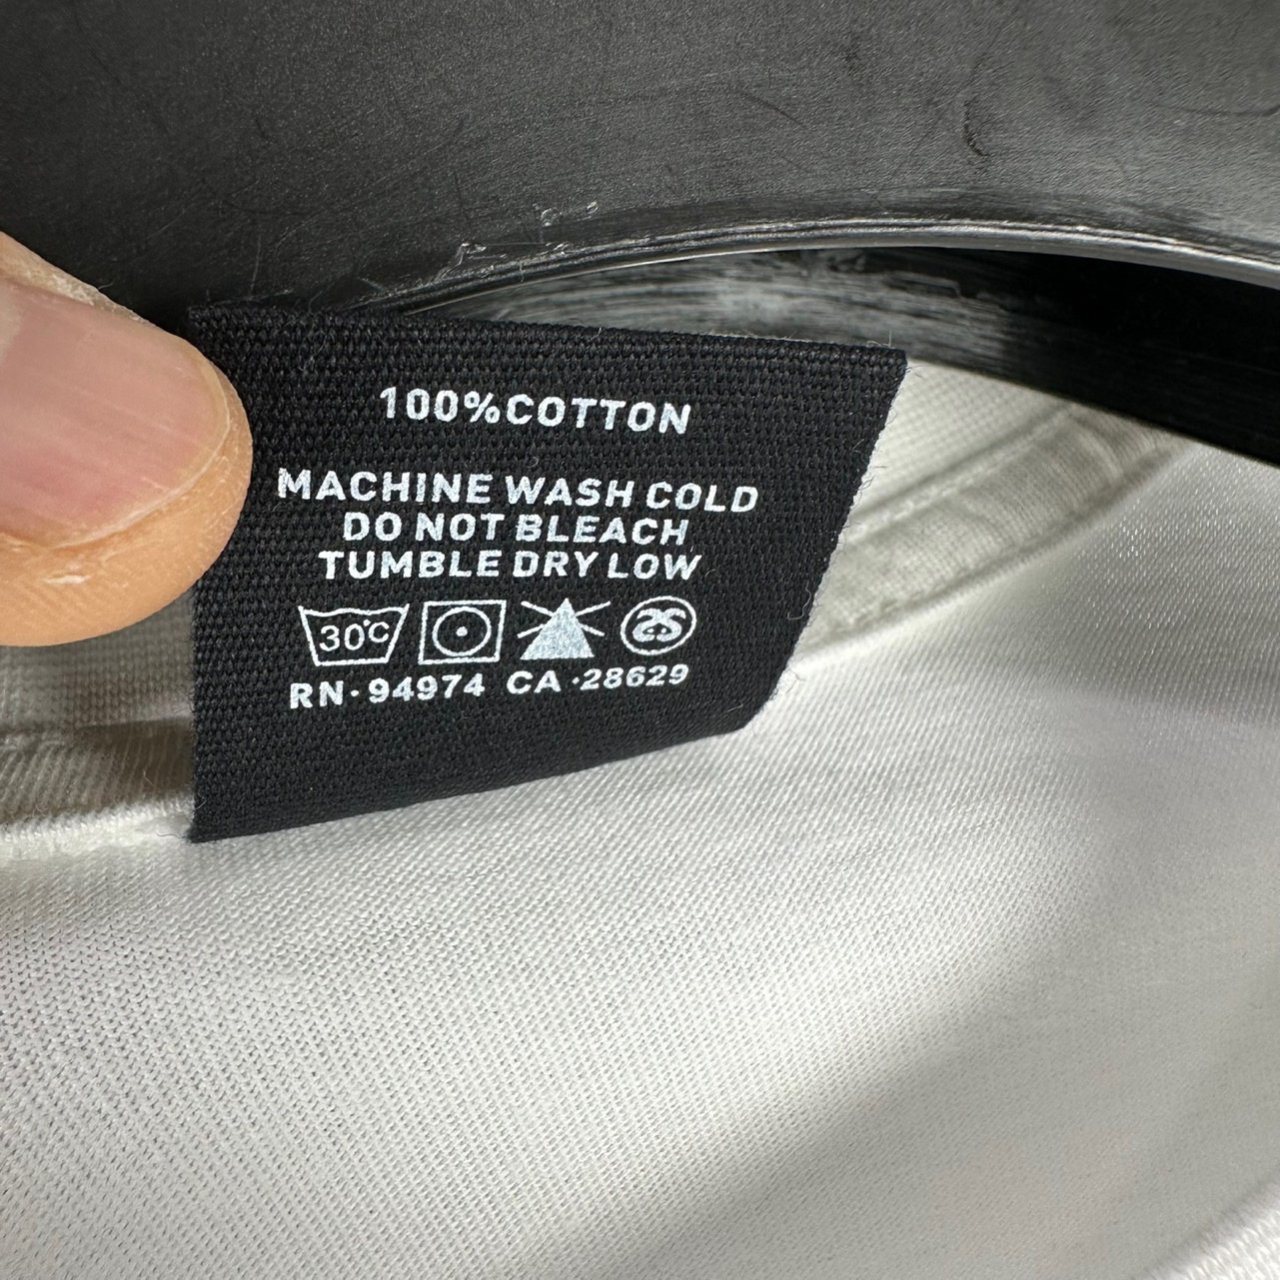 100%COTTON
MACHINE WASH COLD
DO NOT BLEACH
TUMBLE DRY LOW
30°C
RN·94974 CA·28629